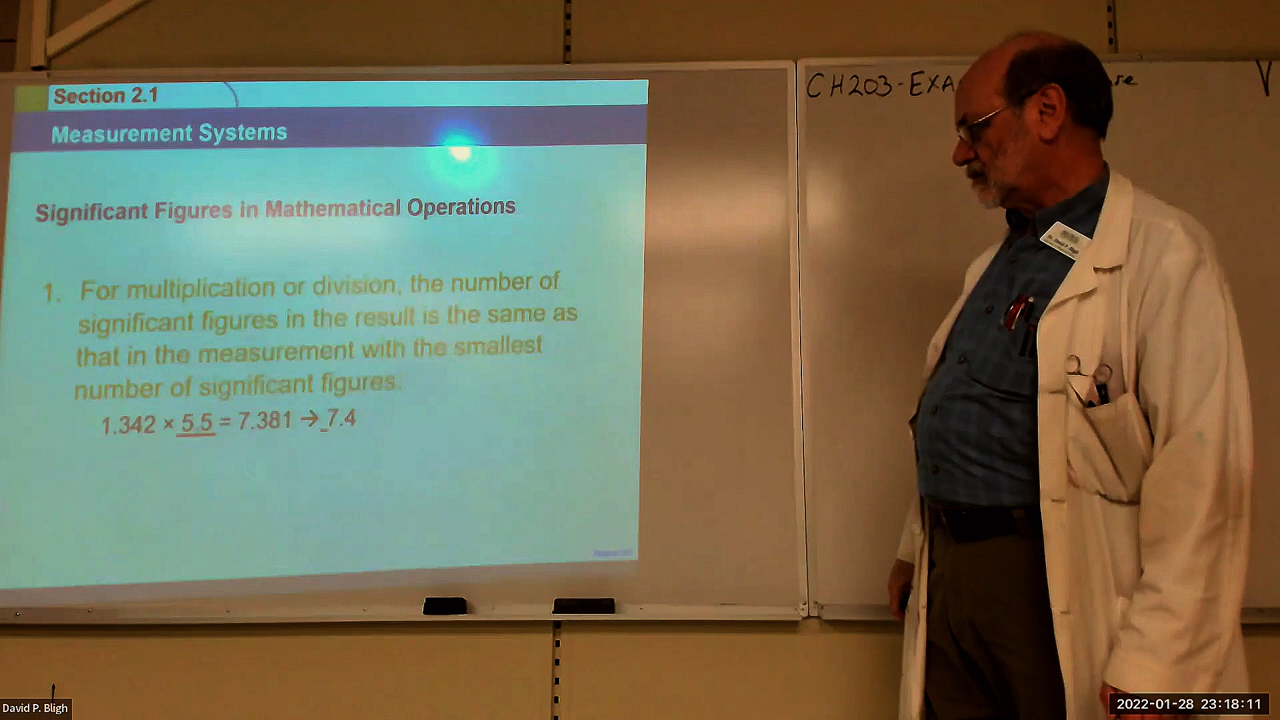 Section 2.1
Measurement Systems
Significant Figures in Mathematical Operations
1. For multiplication or division, the number of
significant figures in the result is the same as
that in the measurement with the smallest
number of significant figures.
1.342 × 5.5 = 7.381 → 7.4
CH203-EXA
David P. Bligh
2022-01-28 23:18:11